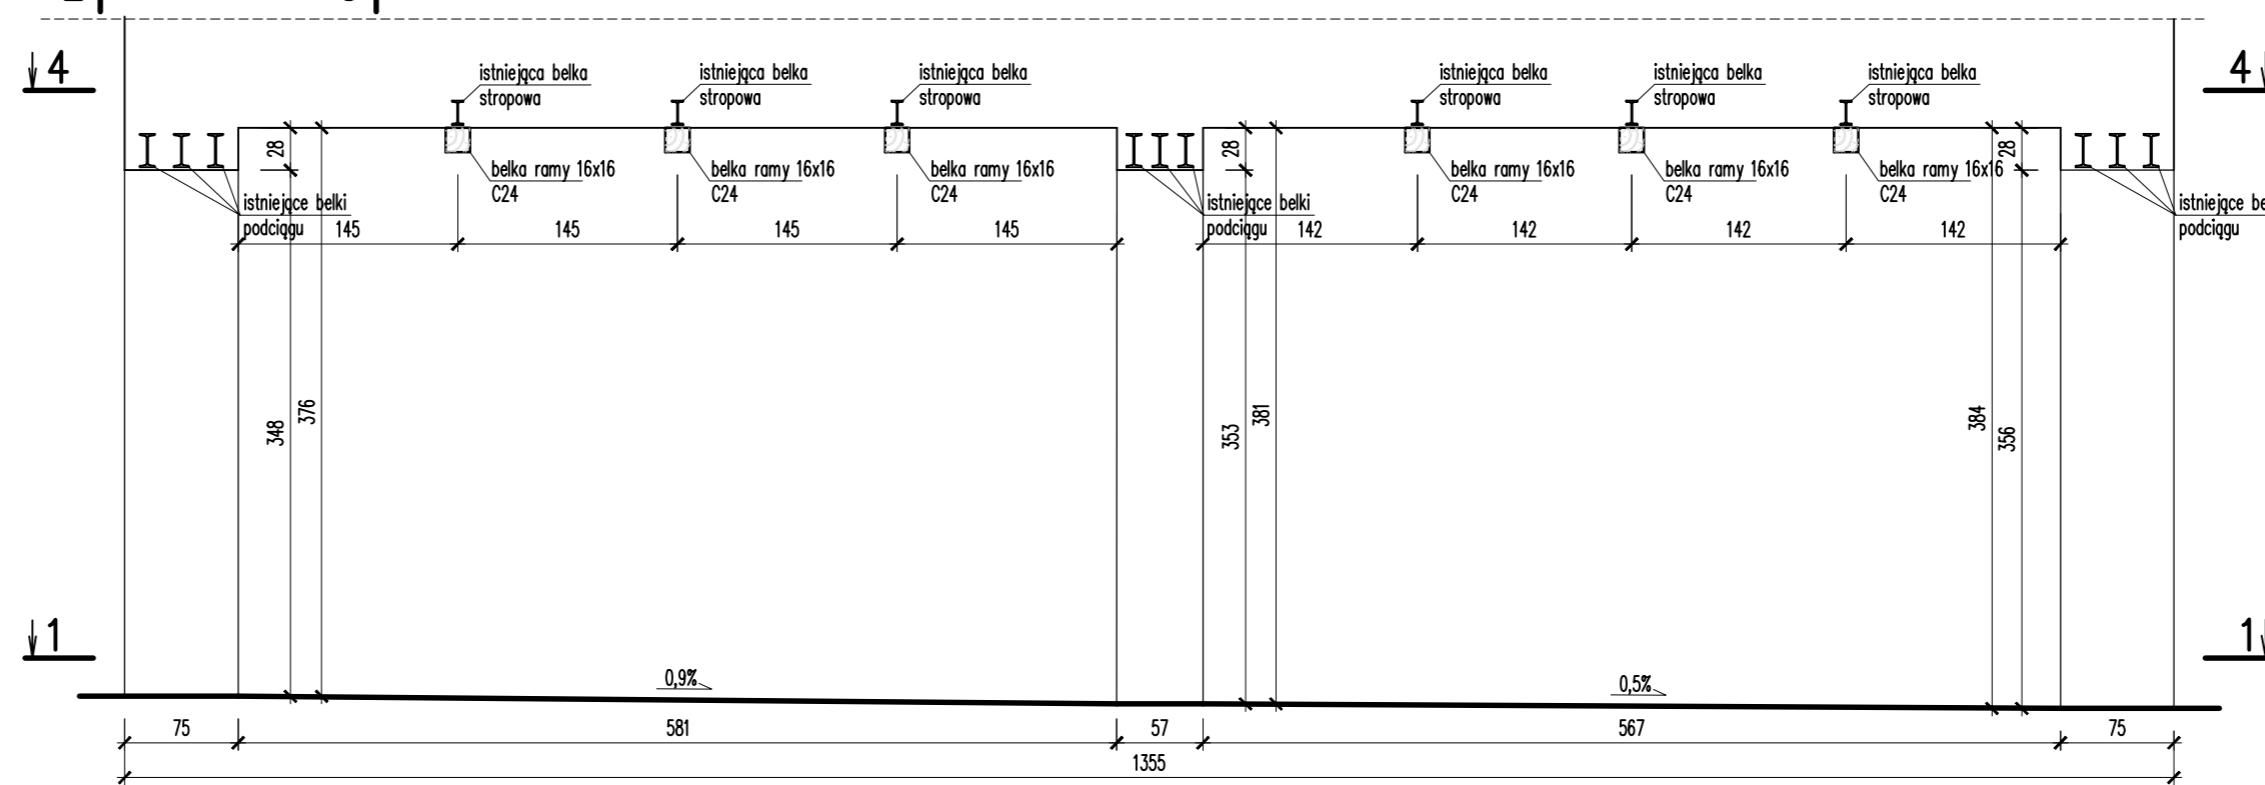 4
4
istniejąca belka
stropowa
istniejąca belka
stropowa
istniejąca belka
stropowa
istniejąca belka
stropowa
istniejąca belka
stropowa
istniejąca belka
stropowa
28
28
28
belka ramy 16x16
C24
belka ramy 16x16
C24
belka ramy 16x16
C24
belka ramy 16x16
C24
belka ramy 16x16
C24
belka ramy 16x16
C24
istniejące belki
podciągu
istniejące belki
podciągu
istniejące be
podciągu
145
145
145
145
142
142
142
142
348
376
353
381
384
356
1
1
0,9%
0,5%
75
581
57
567
75
1355